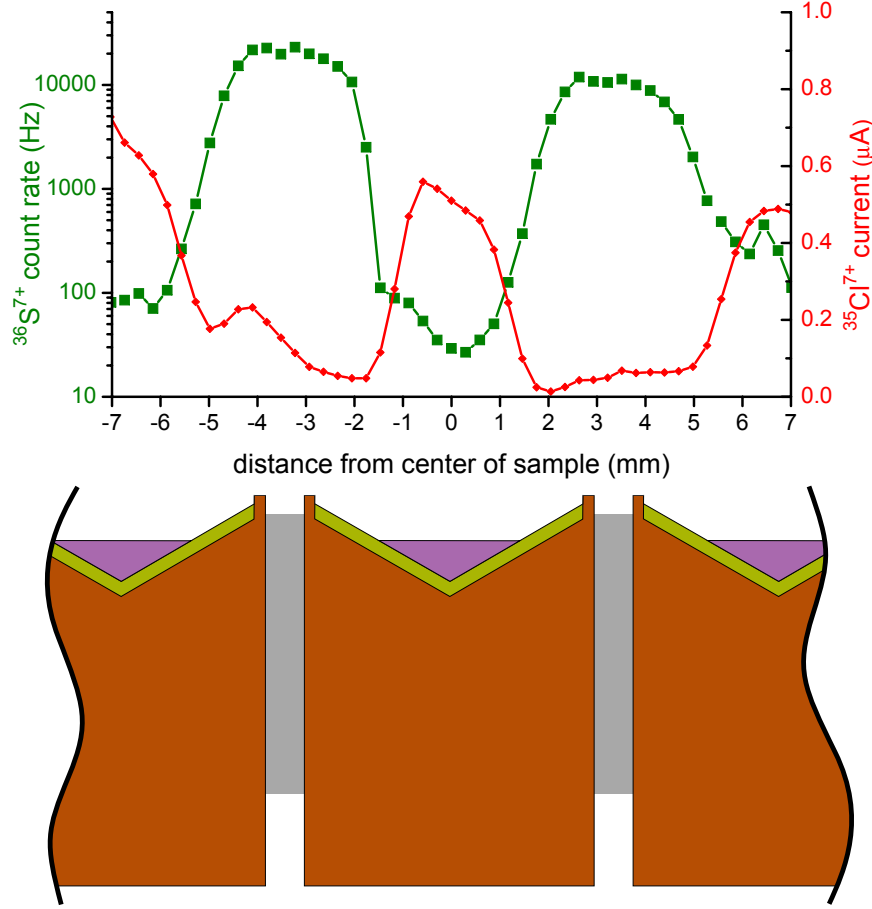 ³⁶S⁷⁺ count rate (Hz)
10000
1000
100
10
1.0
0.8
0.6
0.4
0.2
0.0
³⁵Cl⁷⁺ current (μA)
-7 -6 -5 -4 -3 -2 -1 0 1 2 3 4 5 6 7
distance from center of sample (mm)